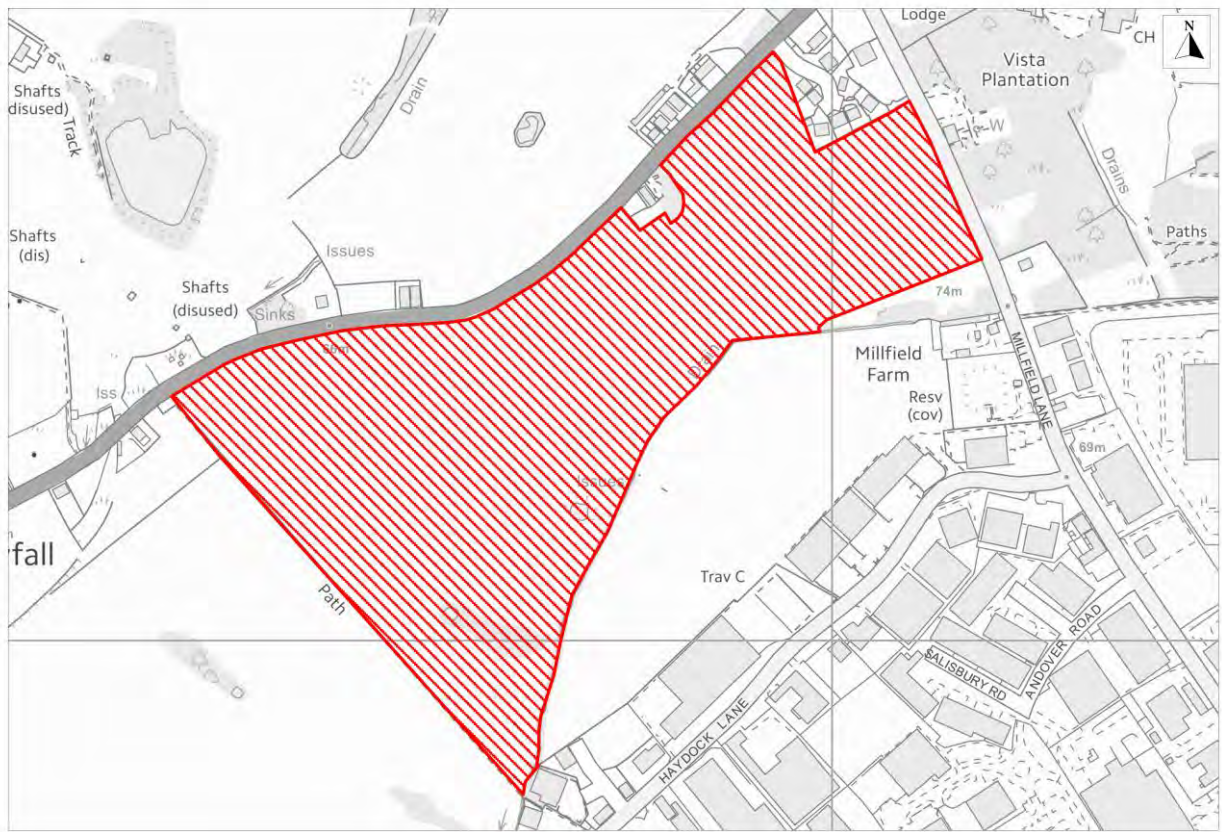 Lodge
CH
N
Vista
Plantation
Shafts
disused)
Track
Drain
W
Drains
Paths
Shafts
(dis)
Issues
Shafts
(disused)
Sinks
74m
66m
Drain
Millfield
Farm
MILLFIELD LANE
Iss
Resv
(cov)
69m
Issues
fall
Path
Trav C
ANDOVER ROAD
SALISBURY RD
HAYDOCK LANE